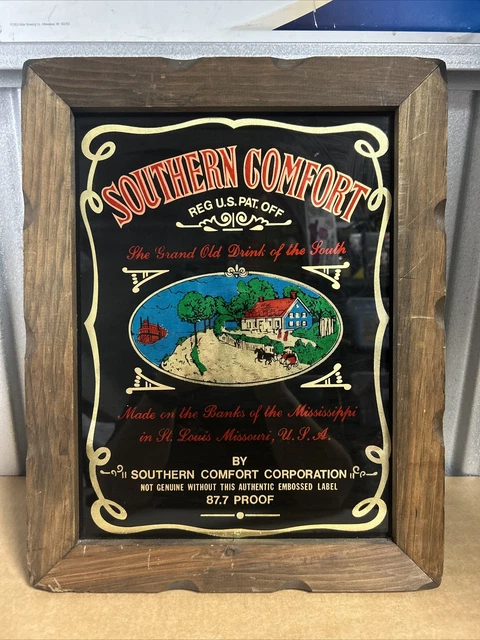 SOUTHERN COMFORT
REG U.S. PAT. OFF
The Grand Old Drink of the South
Made on the Banks of the Mississippi
in St. Louis Missouri, U.S.A.
BY
SOUTHERN COMFORT CORPORATION
NOT GENUINE WITHOUT THIS AUTHENTIC EMBOSSED LABEL
87.7 PROOF